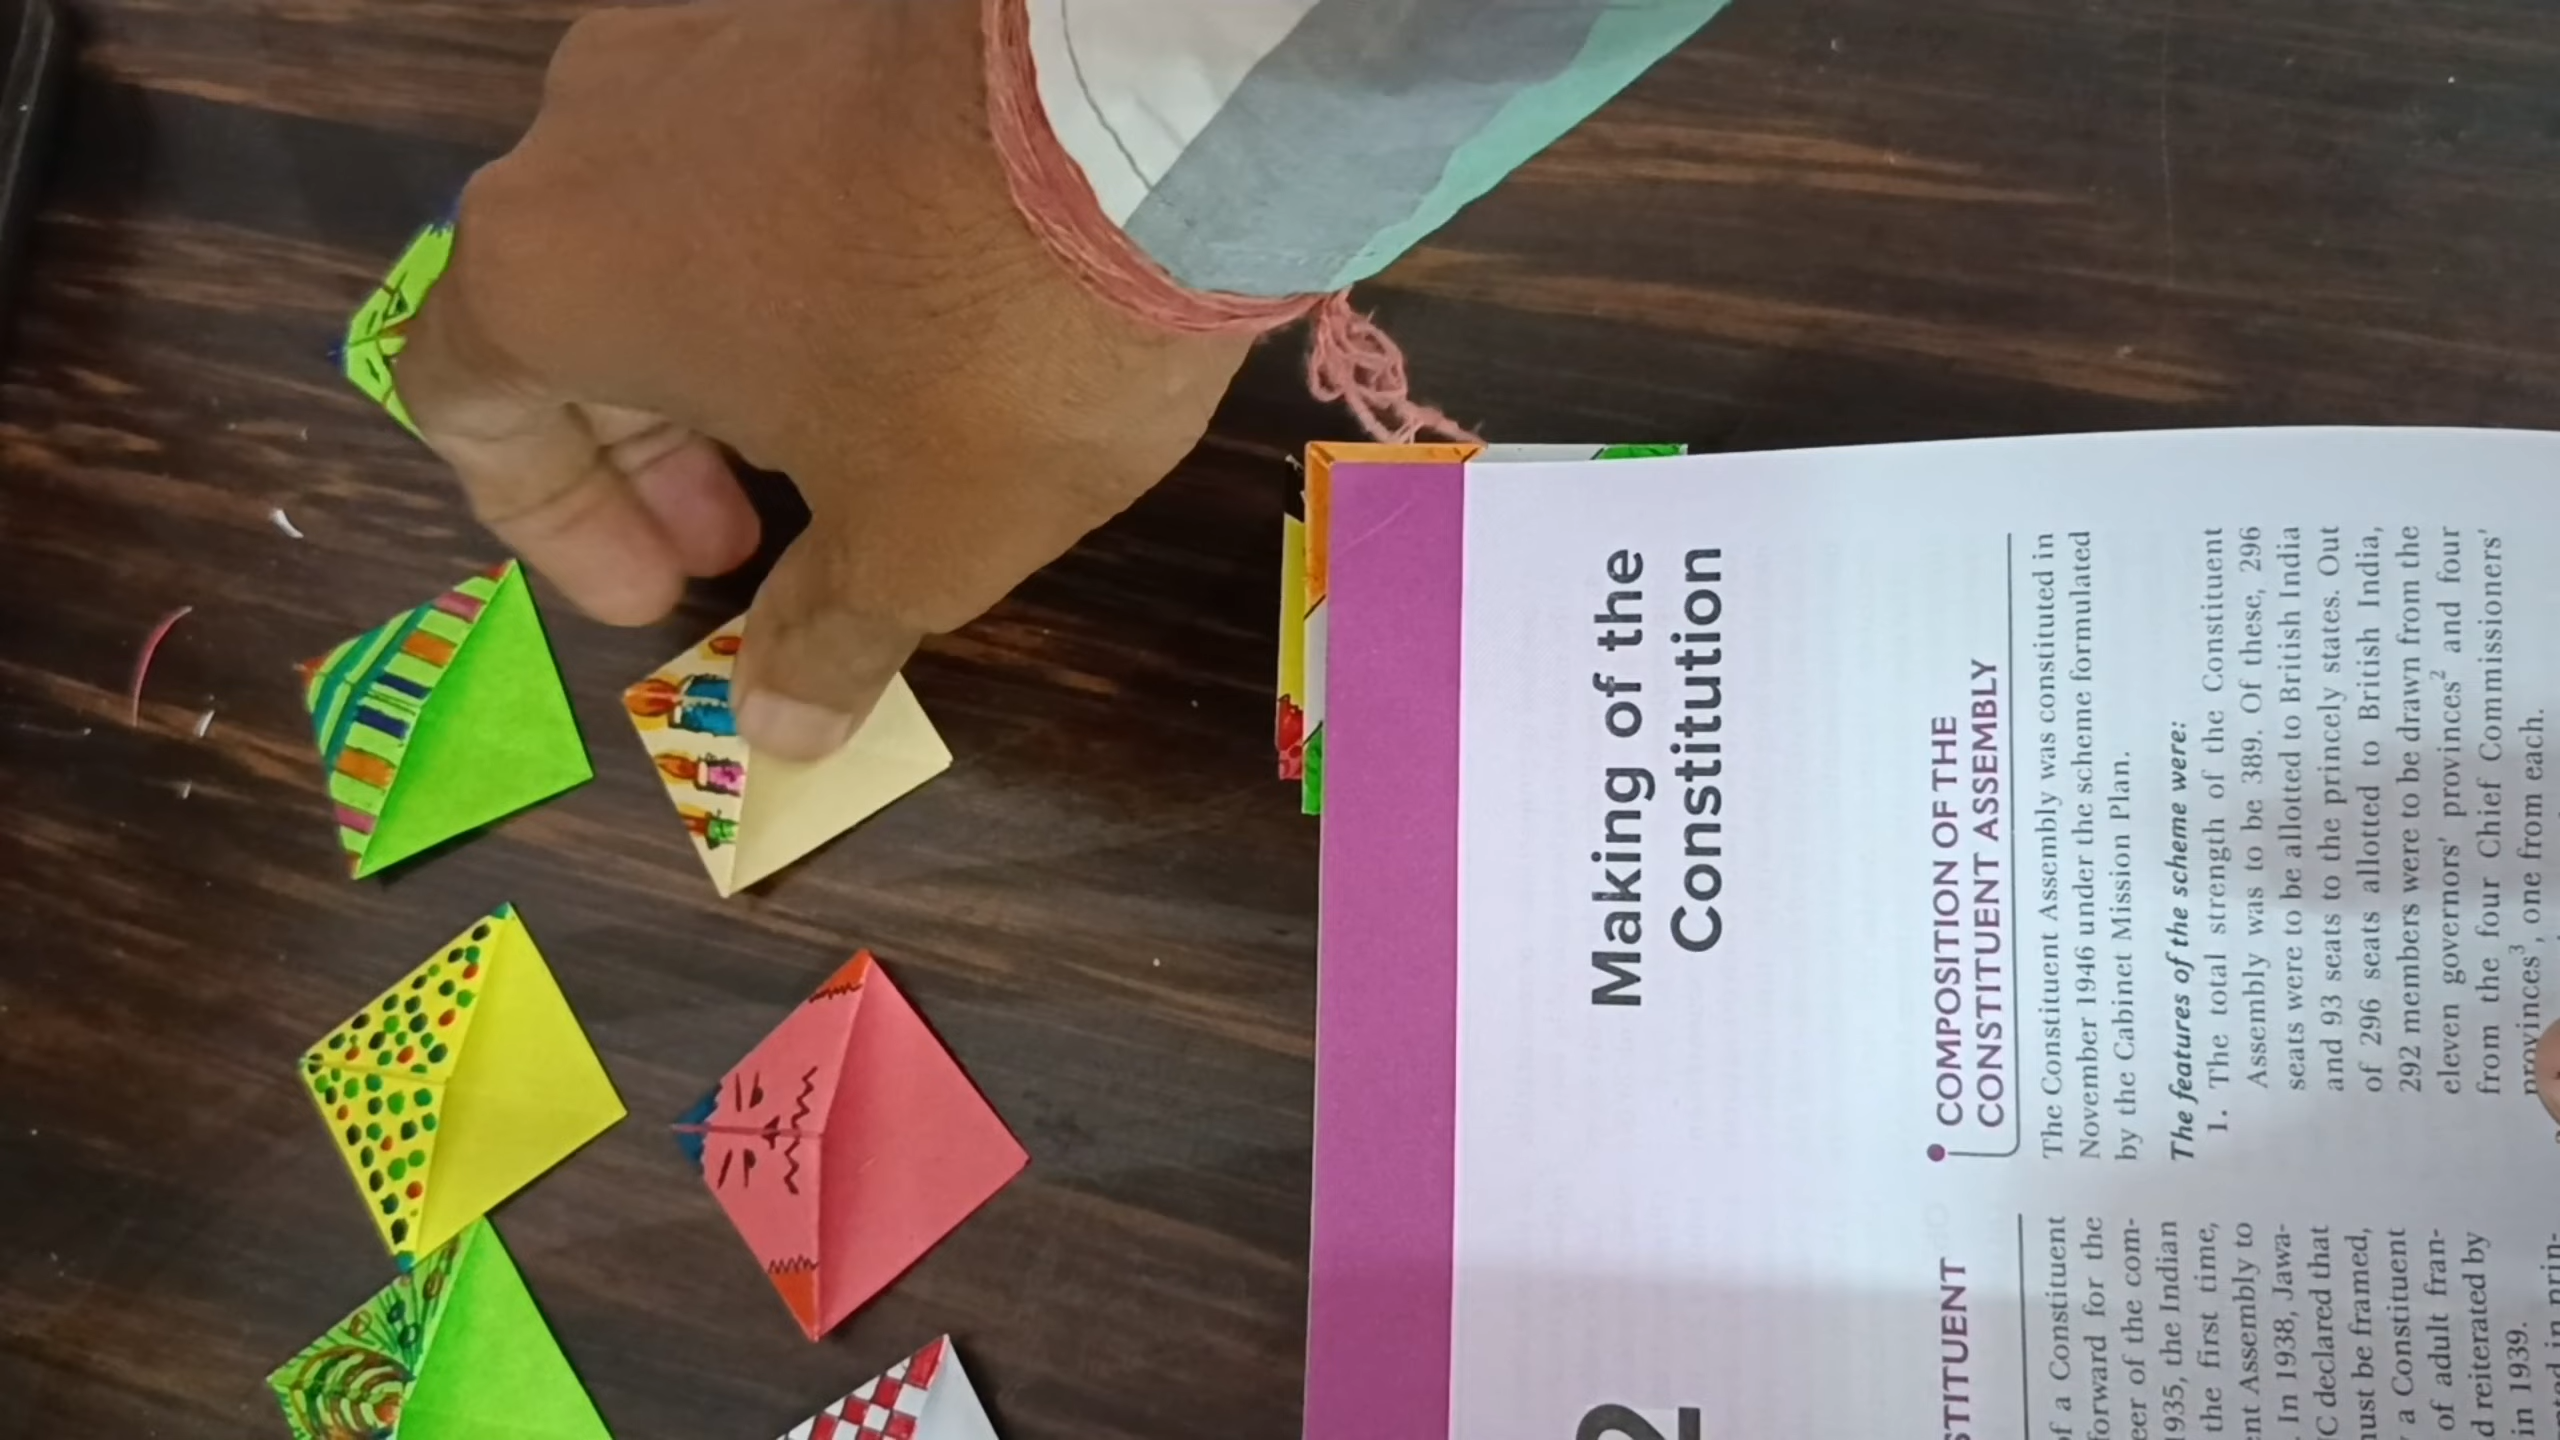 2
Making of the
Constitution
STITUENT
of a Constituent
forward for the
eer of the com-
1935, the Indian
the first time,
ent Assembly to
. In 1938, Jawa-
C declared that
must be framed,
a Constituent
of adult fran-
d reiterated by
in 1939.
COMPOSITION OF THE
CONSTITUENT ASSEMBLY
The Constituent Assembly was constituted in
November 1946 under the scheme formulated
by the Cabinet Mission Plan.
The features of the scheme were:
1. The total strength of the Constituent
Assembly was to be 389. Of these, 296
seats were to be allotted to British India
and 93 seats to the princely states. Out
of 296 seats allotted to British India,
292 members were to be drawn from the
eleven governors' provinces2 and four
from the four Chief Commissioners'
provinces3, one from each.